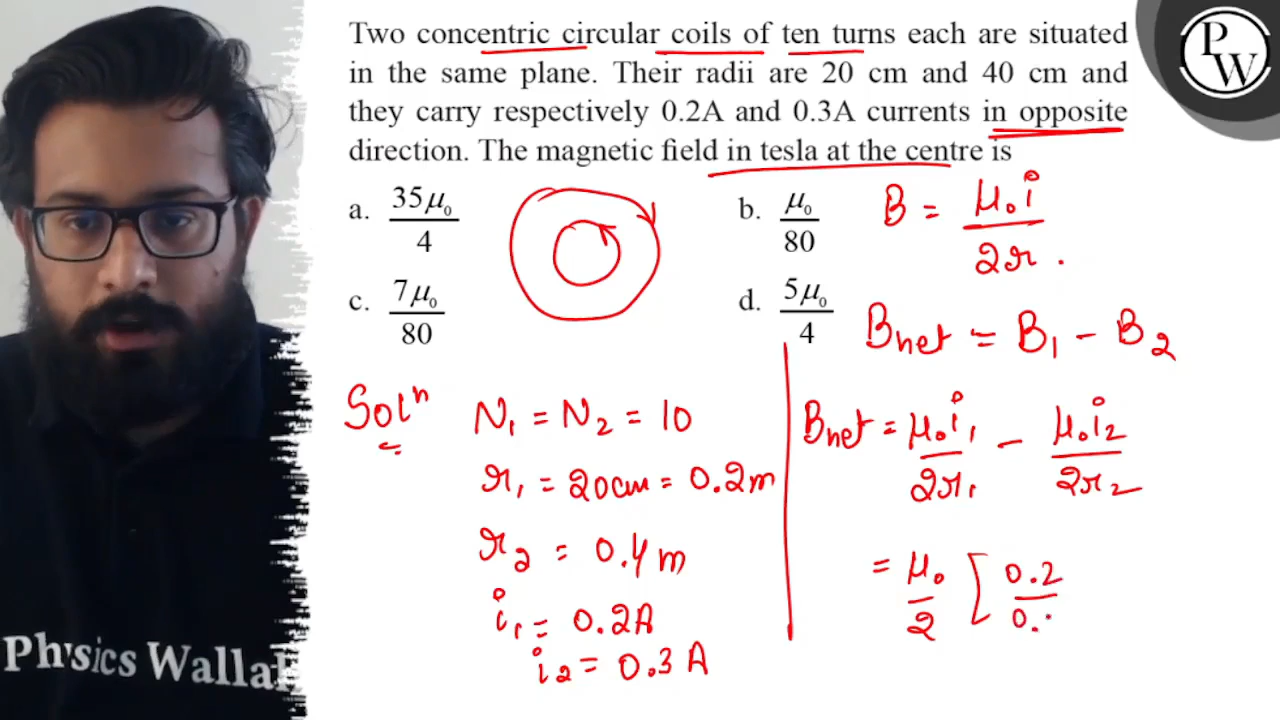 Two concentric circular coils of ten turns each are situated
in the same plane. Their radii are 20 cm and 40 cm and
they carry respectively 0.2A and 0.3A currents in opposite
direction. The magnetic field in tesla at the centre is
a. 35μ₀/4
b. μ₀/80
c. 7μ₀/80
d. 5μ₀/4
PW
B = μ₀i/2r.
Bnet = B₁ - B₂
Solⁿ
N₁ = N₂ = 10
r₁ = 20cm = 0.2m
r₂ = 0.4m
i₁ = 0.2A
i₂ = 0.3A
Bnet = μ₀i₁/2r₁ - μ₀i₂/2r₂
= μ₀/2 [0.2/0.
Physics Wallah